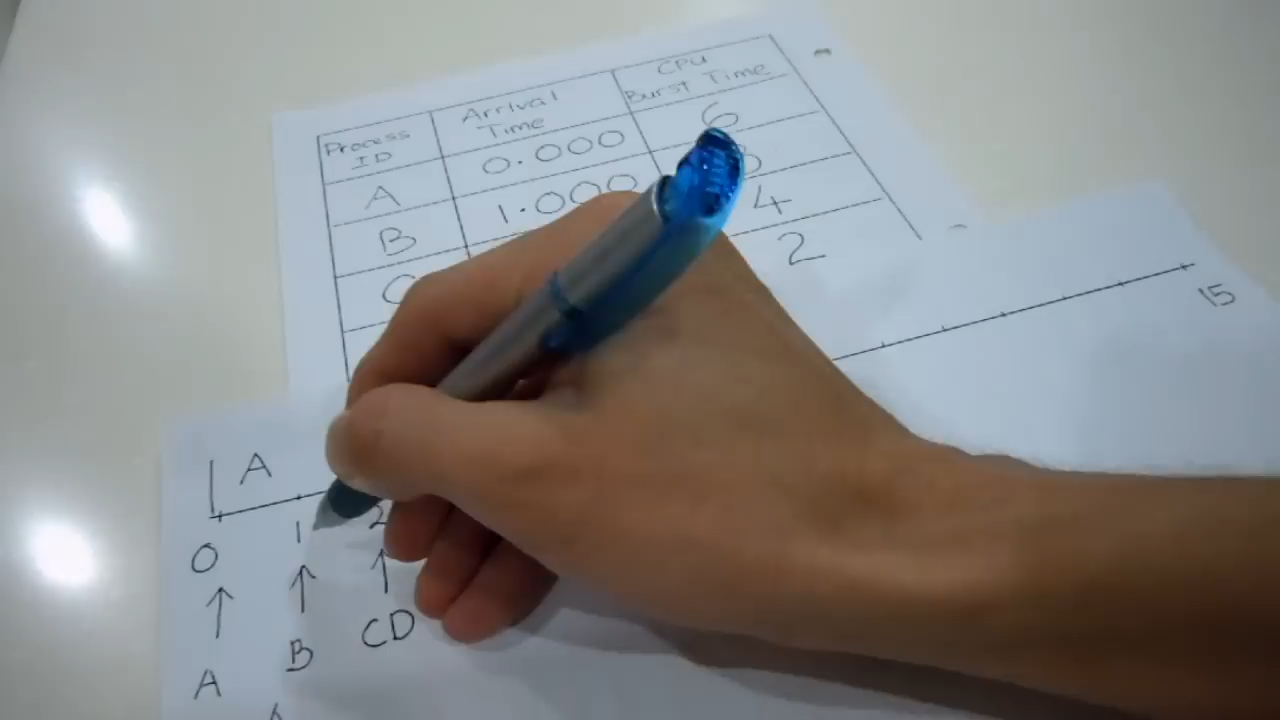 Process ID
Arrival Time
CPU Burst Time
A 0.000 6
B 1.000
C 4
2
15
A
0 1 2
A B CD